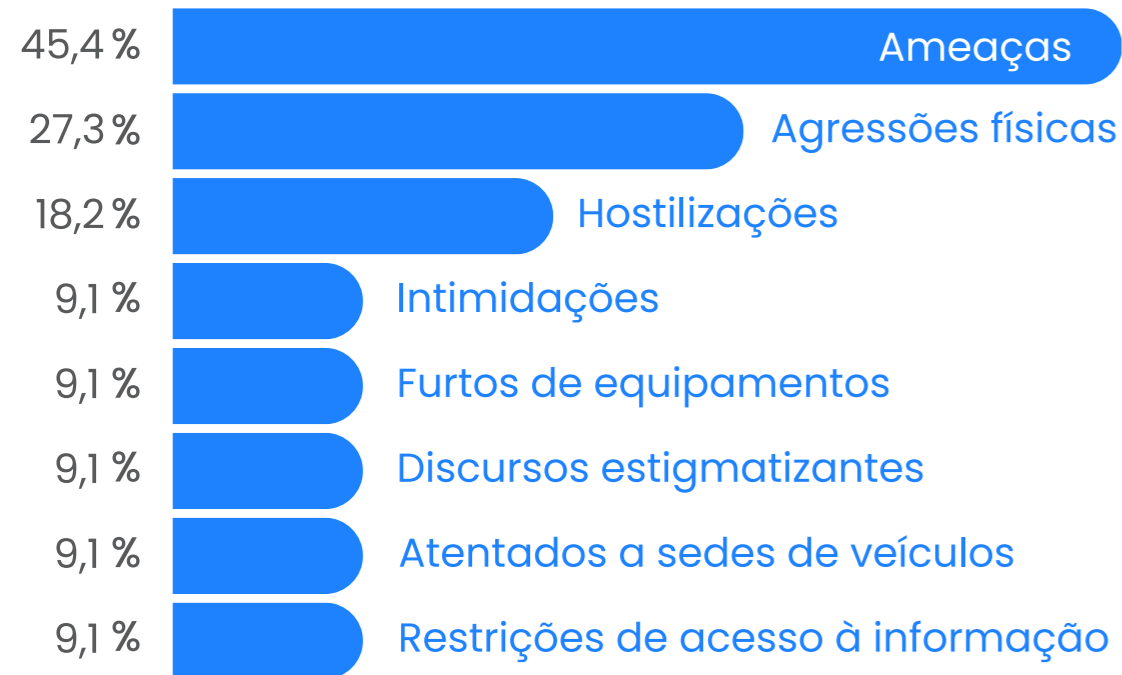 45,4 % Ameaças
27,3 % Agressões físicas
18,2 % Hostilizações
9,1 % Intimidações
9,1 % Furtos de equipamentos
9,1 % Discursos estigmatizantes
9,1 % Atentados a sedes de veículos
9,1 % Restrições de acesso à informação